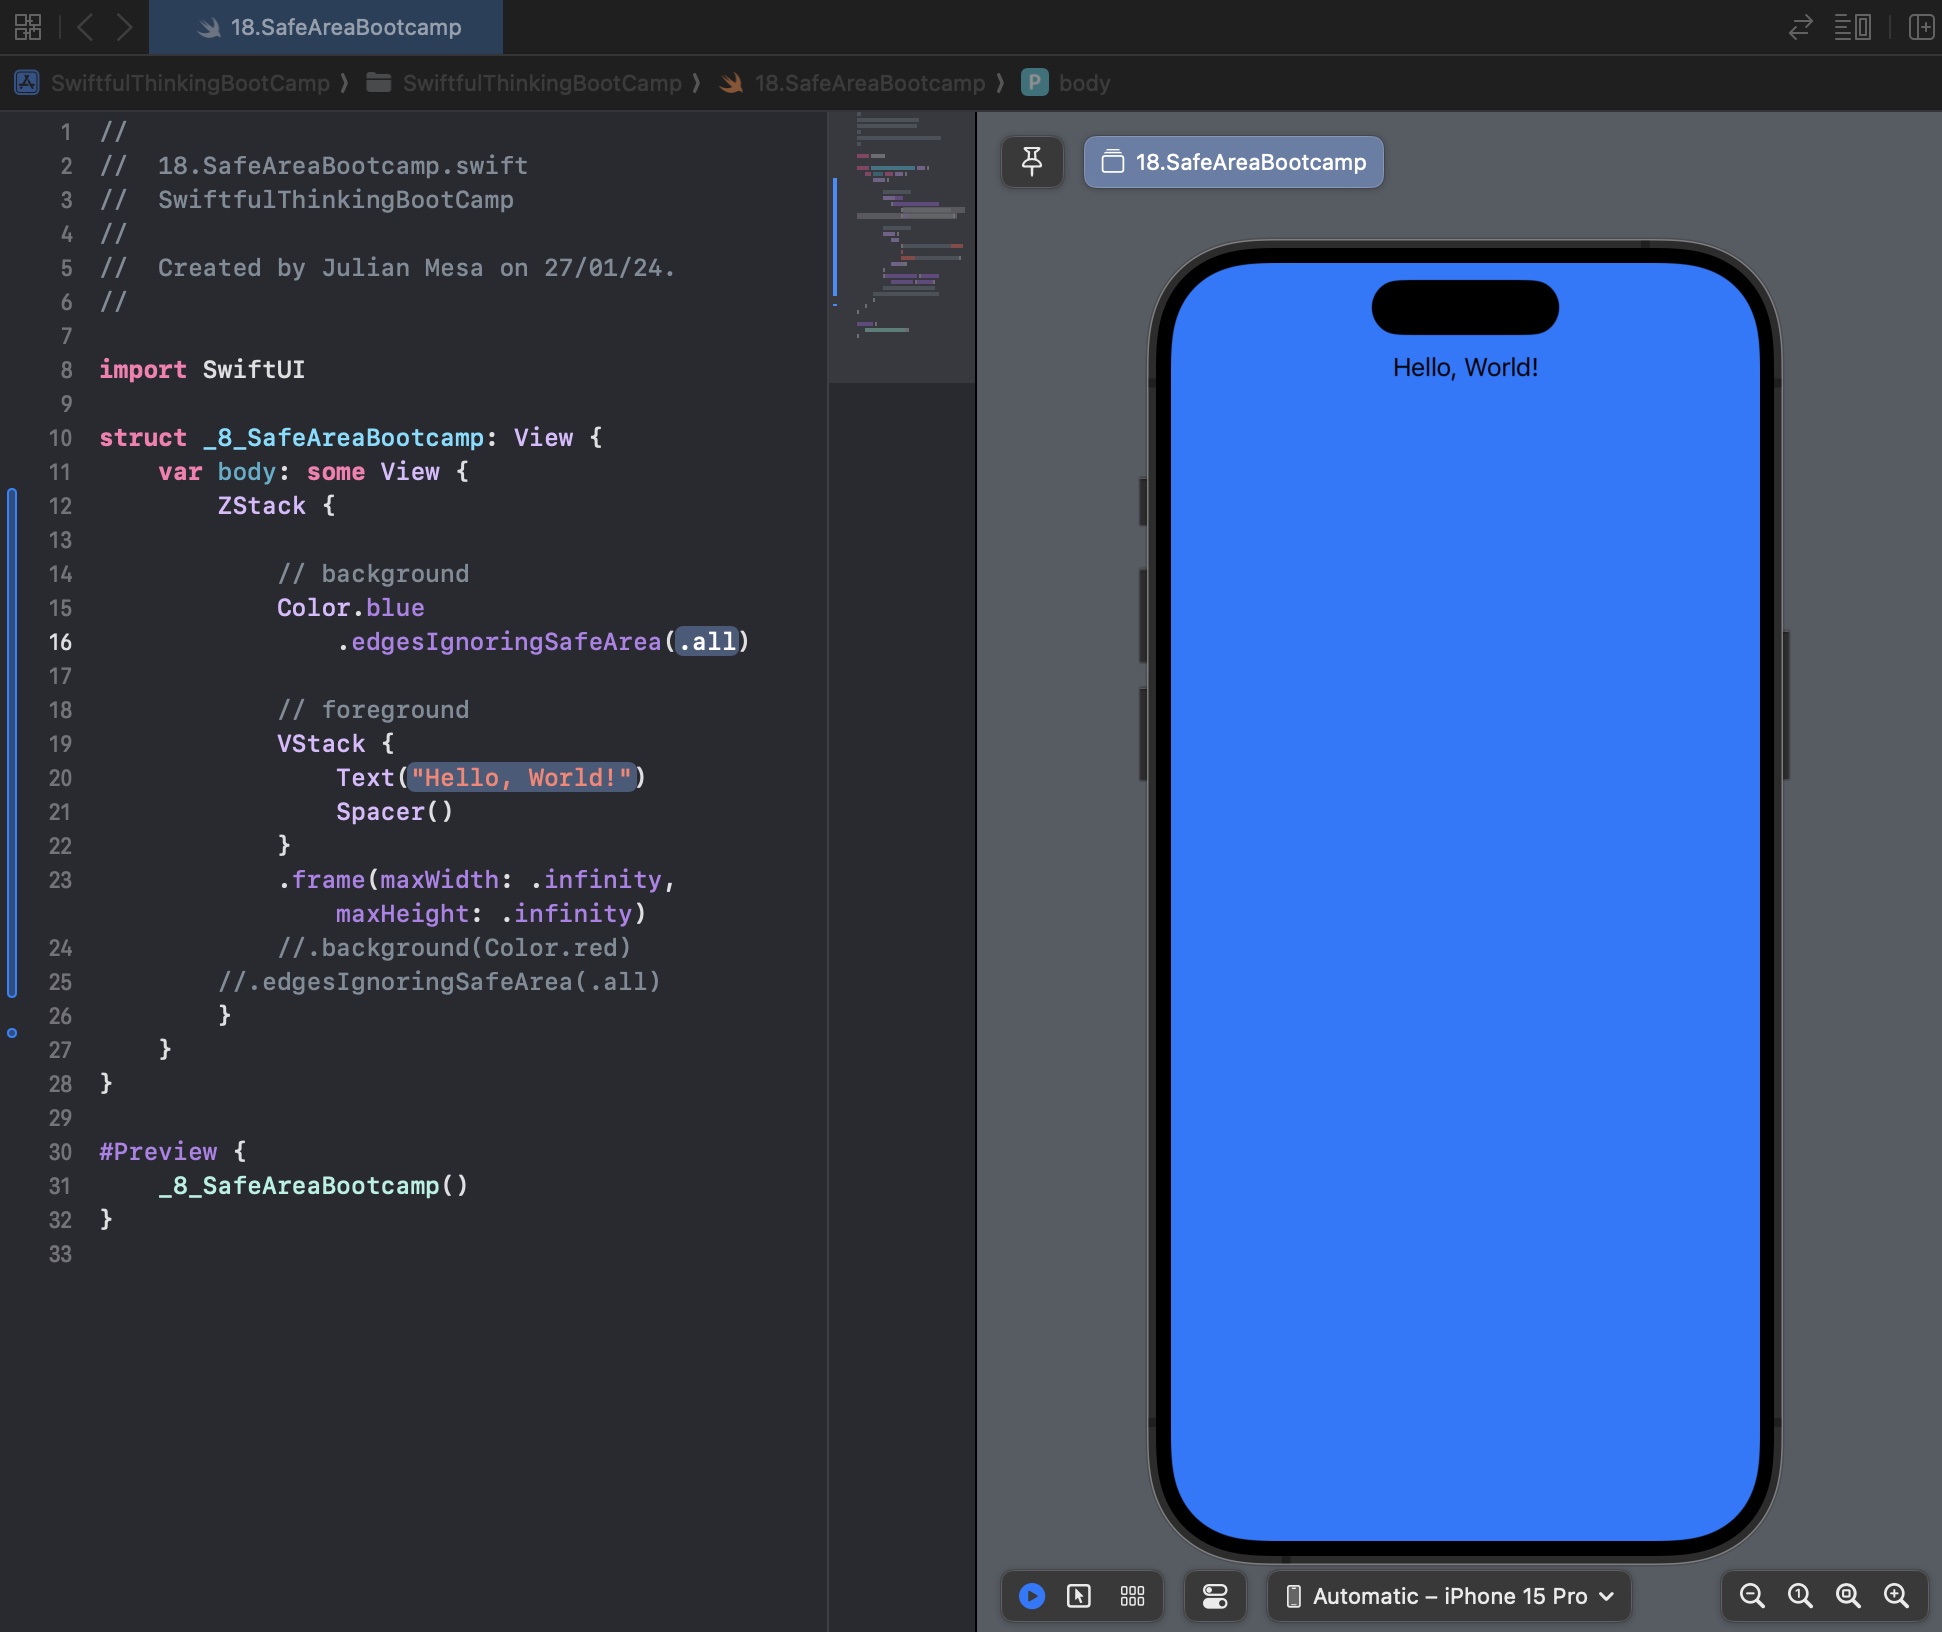 18.SafeAreaBootcamp
SwiftfulThinkingBootCamp ⟩ SwiftfulThinkingBootCamp ⟩ 18.SafeAreaBootcamp ⟩ P body
1 //
2 //  18.SafeAreaBootcamp.swift
3 //  SwiftfulThinkingBootCamp
4 //
5 //  Created by Julian Mesa on 27/01/24.
6 //
7
8 import SwiftUI
9
10 struct _8_SafeAreaBootcamp: View {
11     var body: some View {
12         ZStack {
13
14             // background
15             Color.blue
16                 .edgesIgnoringSafeArea(.all)
17
18             // foreground
19             VStack {
20                 Text("Hello, World!")
21                 Spacer()
22             }
23             .frame(maxWidth: .infinity,
                maxHeight: .infinity)
24             //.background(Color.red)
25         //.edgesIgnoringSafeArea(.all)
26         }
27     }
28 }
29
30 #Preview {
31     _8_SafeAreaBootcamp()
32 }
33
18.SafeAreaBootcamp
Hello, World!
Automatic – iPhone 15 Pro